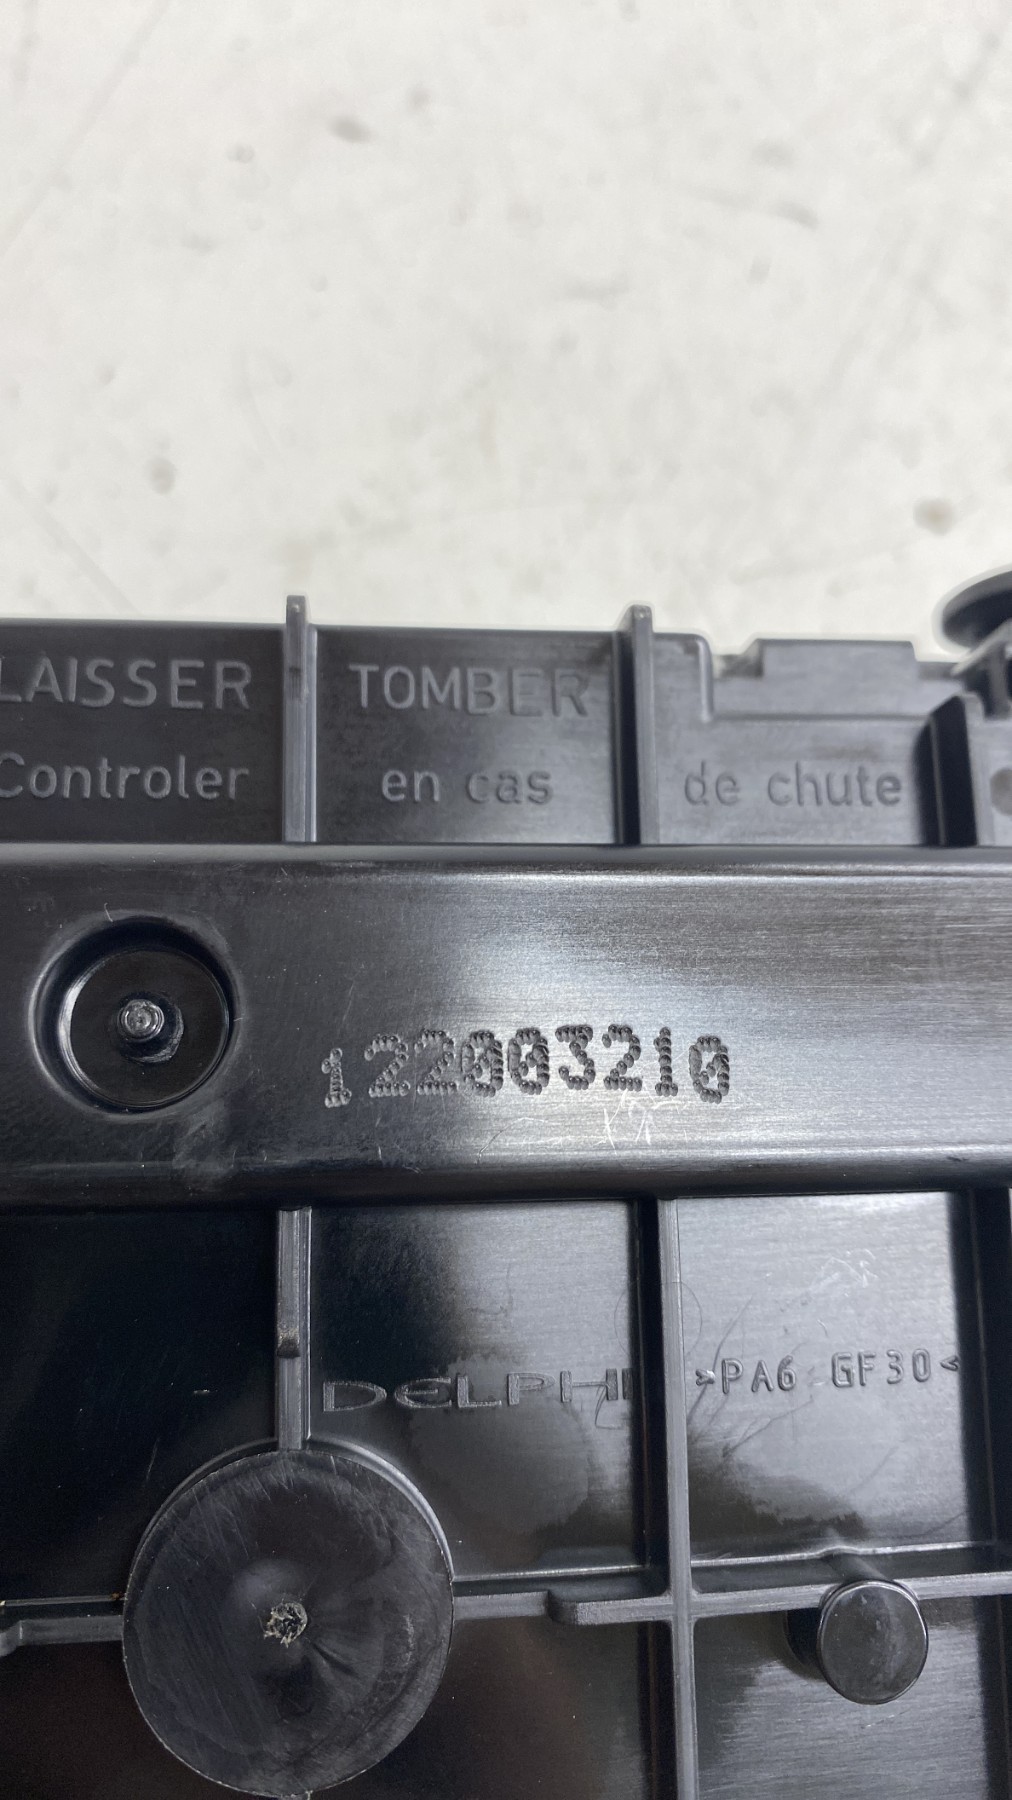 LAISSER TOMBER
Controler en cas de chute
122003210
DELPHI >PA6 GF30<